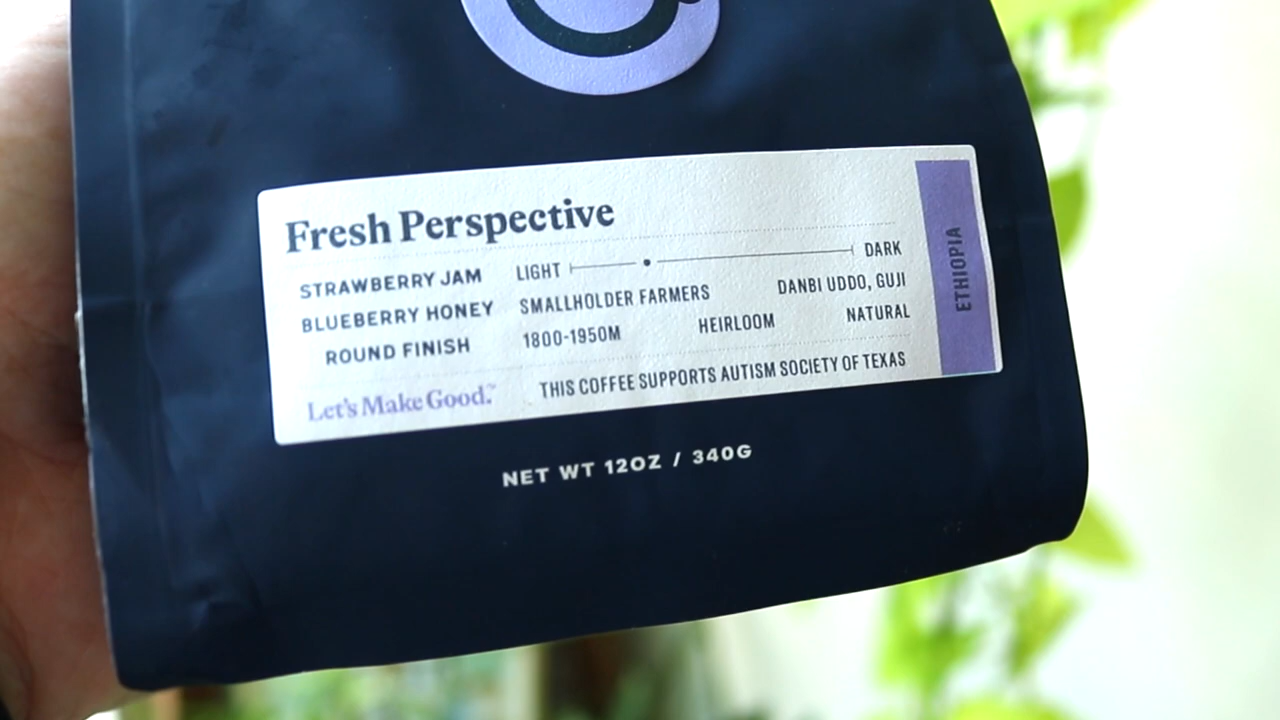 Fresh Perspective
STRAWBERRY JAM
BLUEBERRY HONEY
ROUND FINISH
LIGHT DARK
SMALLHOLDER FARMERS DANBI UDDO, GUJI
1800-1950M HEIRLOOM NATURAL
Let's Make Good.™
THIS COFFEE SUPPORTS AUTISM SOCIETY OF TEXAS
ETHIOPIA
NET WT 12OZ / 340G